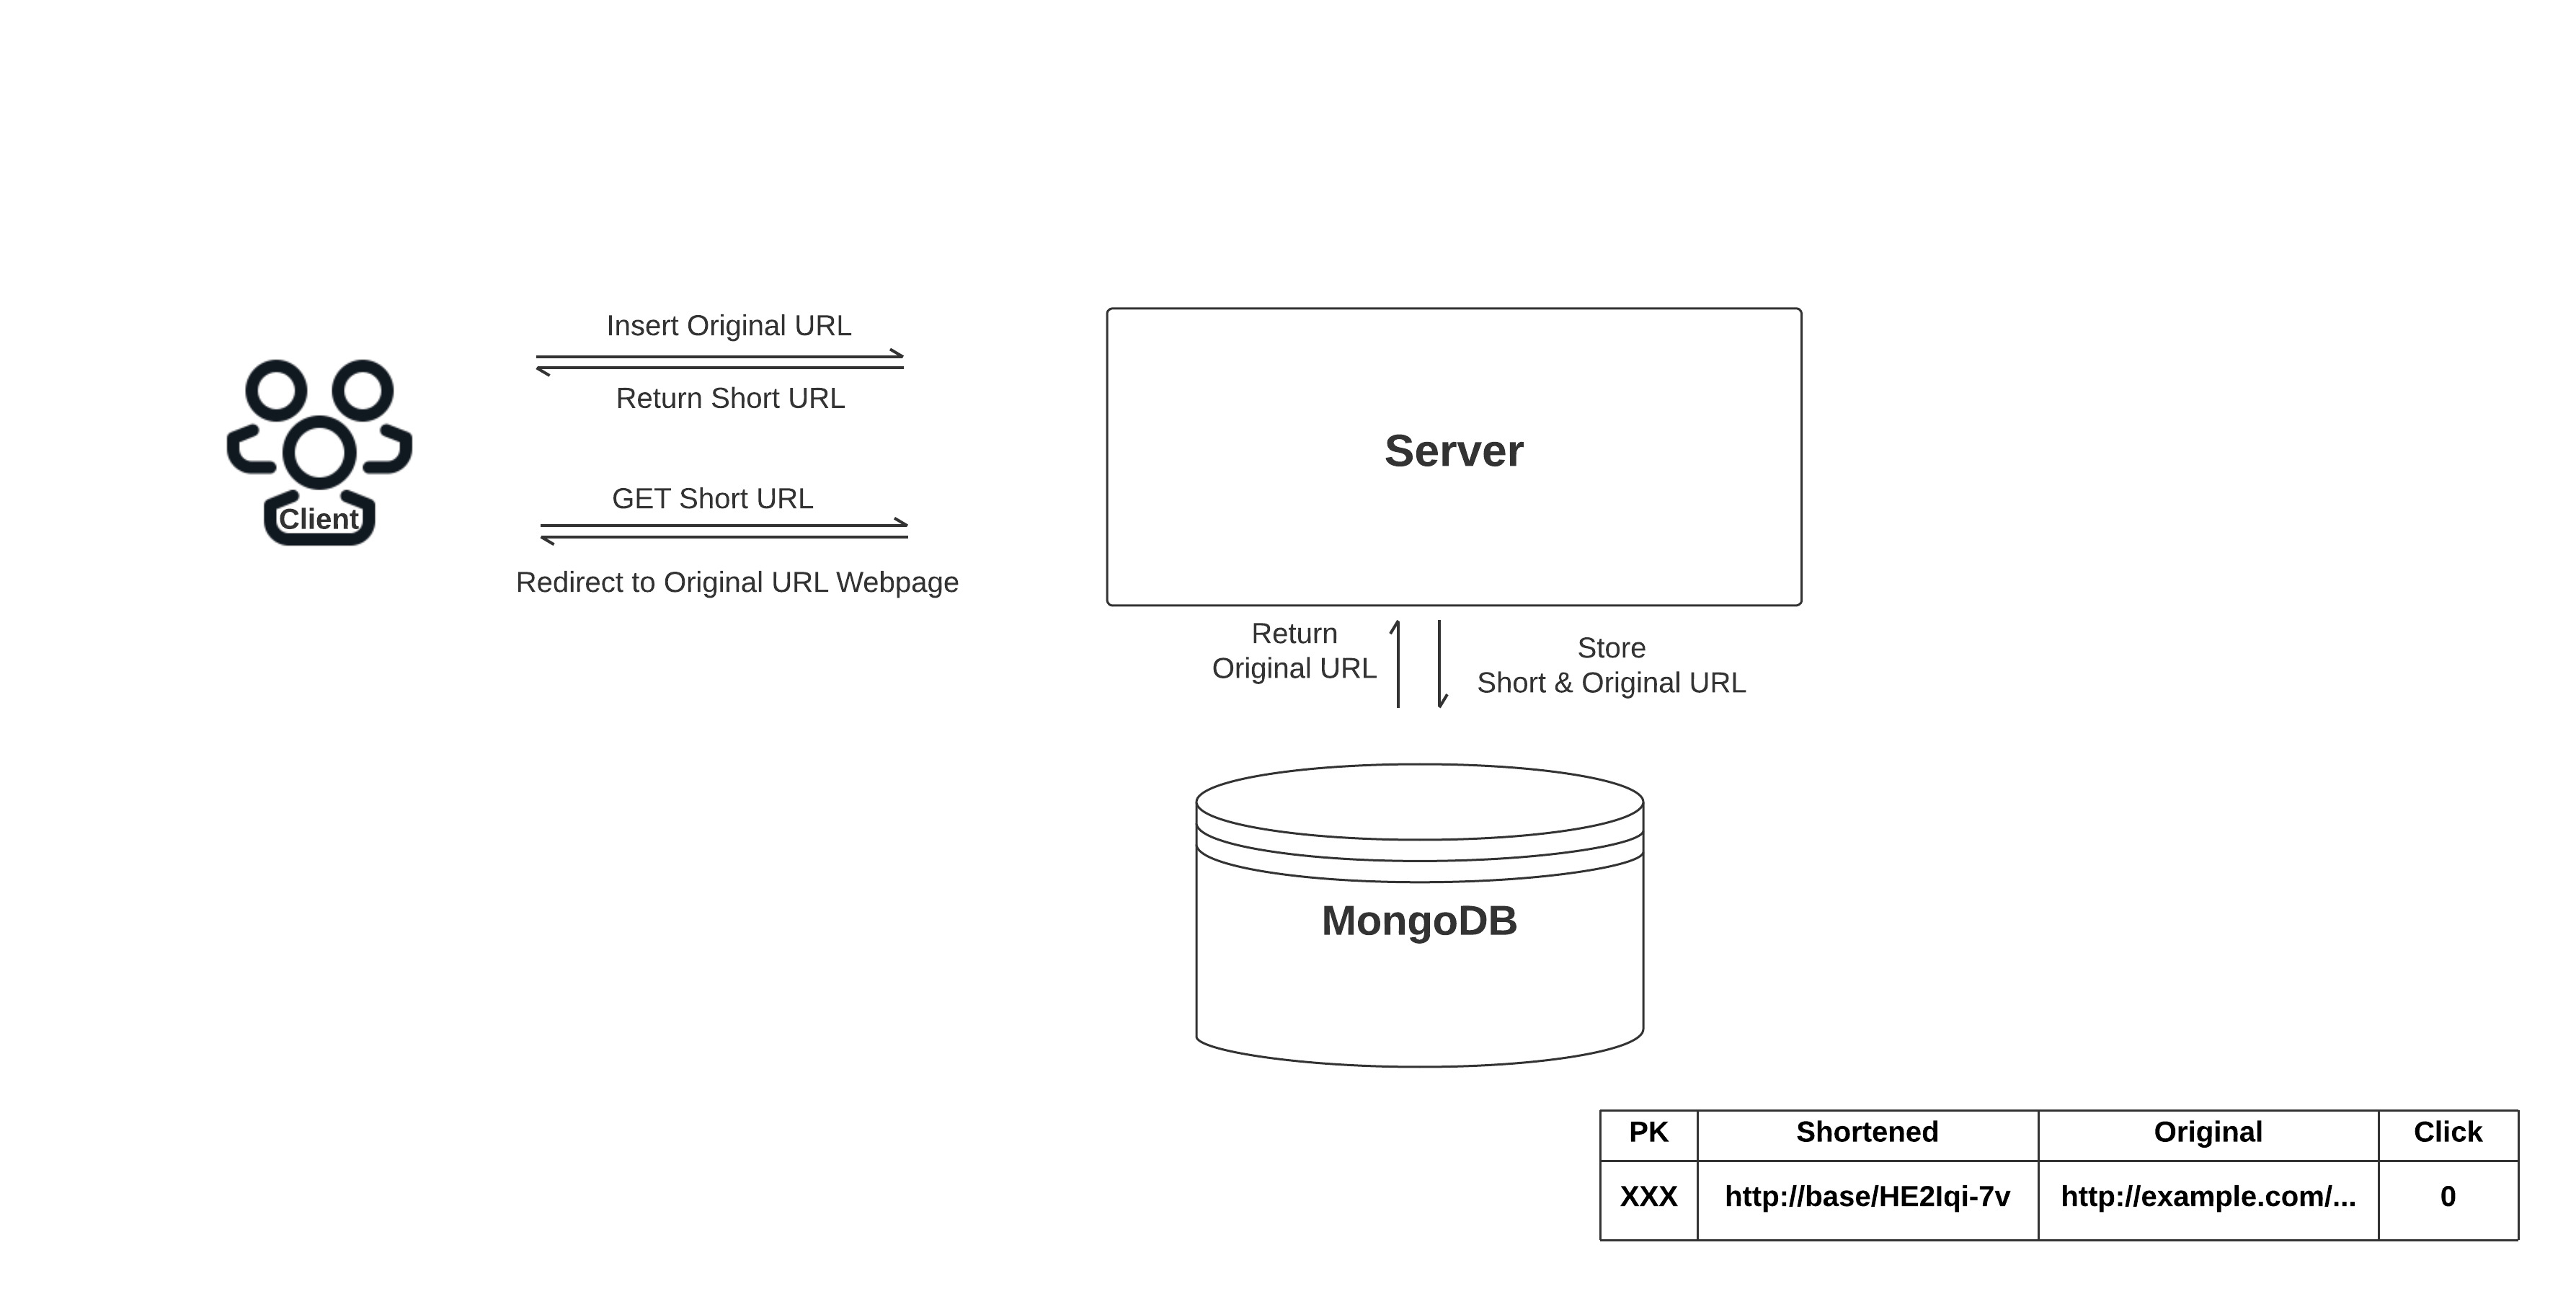 Insert Original URL
Return Short URL
Client
GET Short URL
Redirect to Original URL Webpage
Server
Return
Original URL
Store
Short & Original URL
MongoDB
PK Shortened Original Click
XXX http://base/HE2Iqi-7v http://example.com/... 0